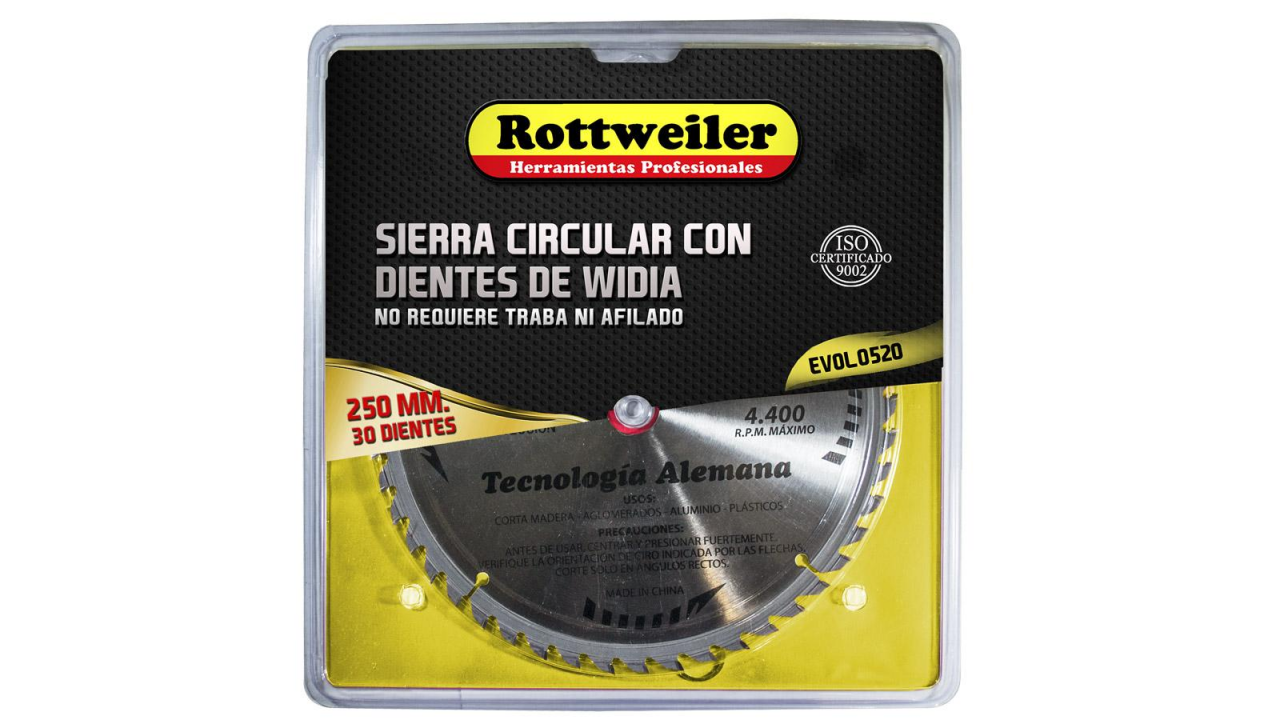 Rottweiler
Herramientas Profesionales
SIERRA CIRCULAR CON
DIENTES DE WIDIA
NO REQUIERE TRABA NI AFILADO
ISO
CERTIFICADO
9002
EVOL0520
250 MM.
30 DIENTES
4.400
R.P.M. MÁXIMO
Tecnología Alemana
USOS:
CORTA MADERA - AGLOMERADOS - ALUMINIO - PLÁSTICOS
PRECAUCIONES:
ANTES DE USAR, CENTRAR Y PRESIONAR FUERTEMENTE.
VERIFIQUE LA ORIENTACIÓN DE GIRO INDICADA POR LAS FLECHAS.
CORTE SOLO EN ÁNGULOS RECTOS.
MADE IN CHINA